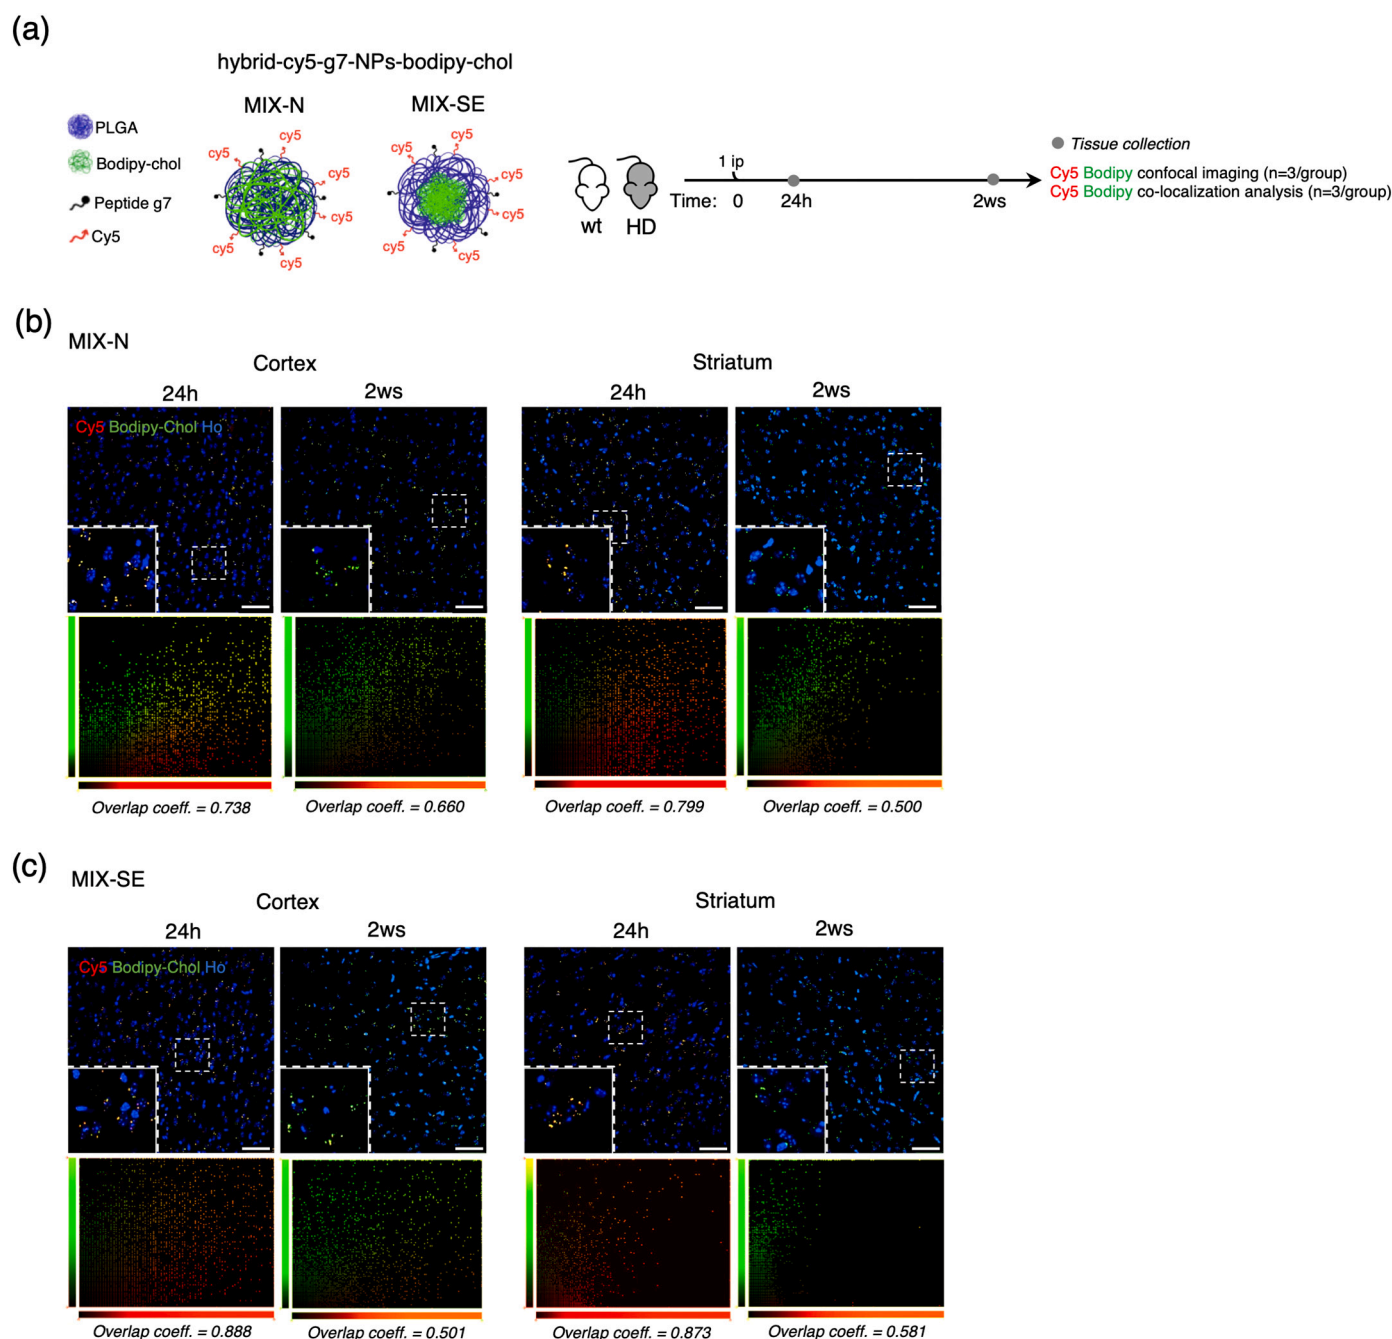 (a)
hybrid-cy5-g7-NPs-bodipy-chol
MIX-N
MIX-SE
PLGA
Bodipy-chol
Peptide g7
Cy5
cy5
cy5
cy5
cy5
cy5
cy5
cy5
cy5
cy5
cy5
cy5
cy5
cy5
cy5
wt
HD
1 ip
Time: 0
24h
2ws
Tissue collection
Cy5 Bodipy confocal imaging (n=3/group)
Cy5 Bodipy co-localization analysis (n=3/group)
(b)
MIX-N
Cortex
Striatum
24h
2ws
24h
2ws
Cy5 Bodipy-Chol Ho
Overlap coeff. = 0.738
Overlap coeff. = 0.660
Overlap coeff. = 0.799
Overlap coeff. = 0.500
(c)
MIX-SE
Cortex
Striatum
24h
2ws
24h
2ws
Cy5 Bodipy-Chol Ho
Overlap coeff. = 0.888
Overlap coeff. = 0.501
Overlap coeff. = 0.873
Overlap coeff. = 0.581